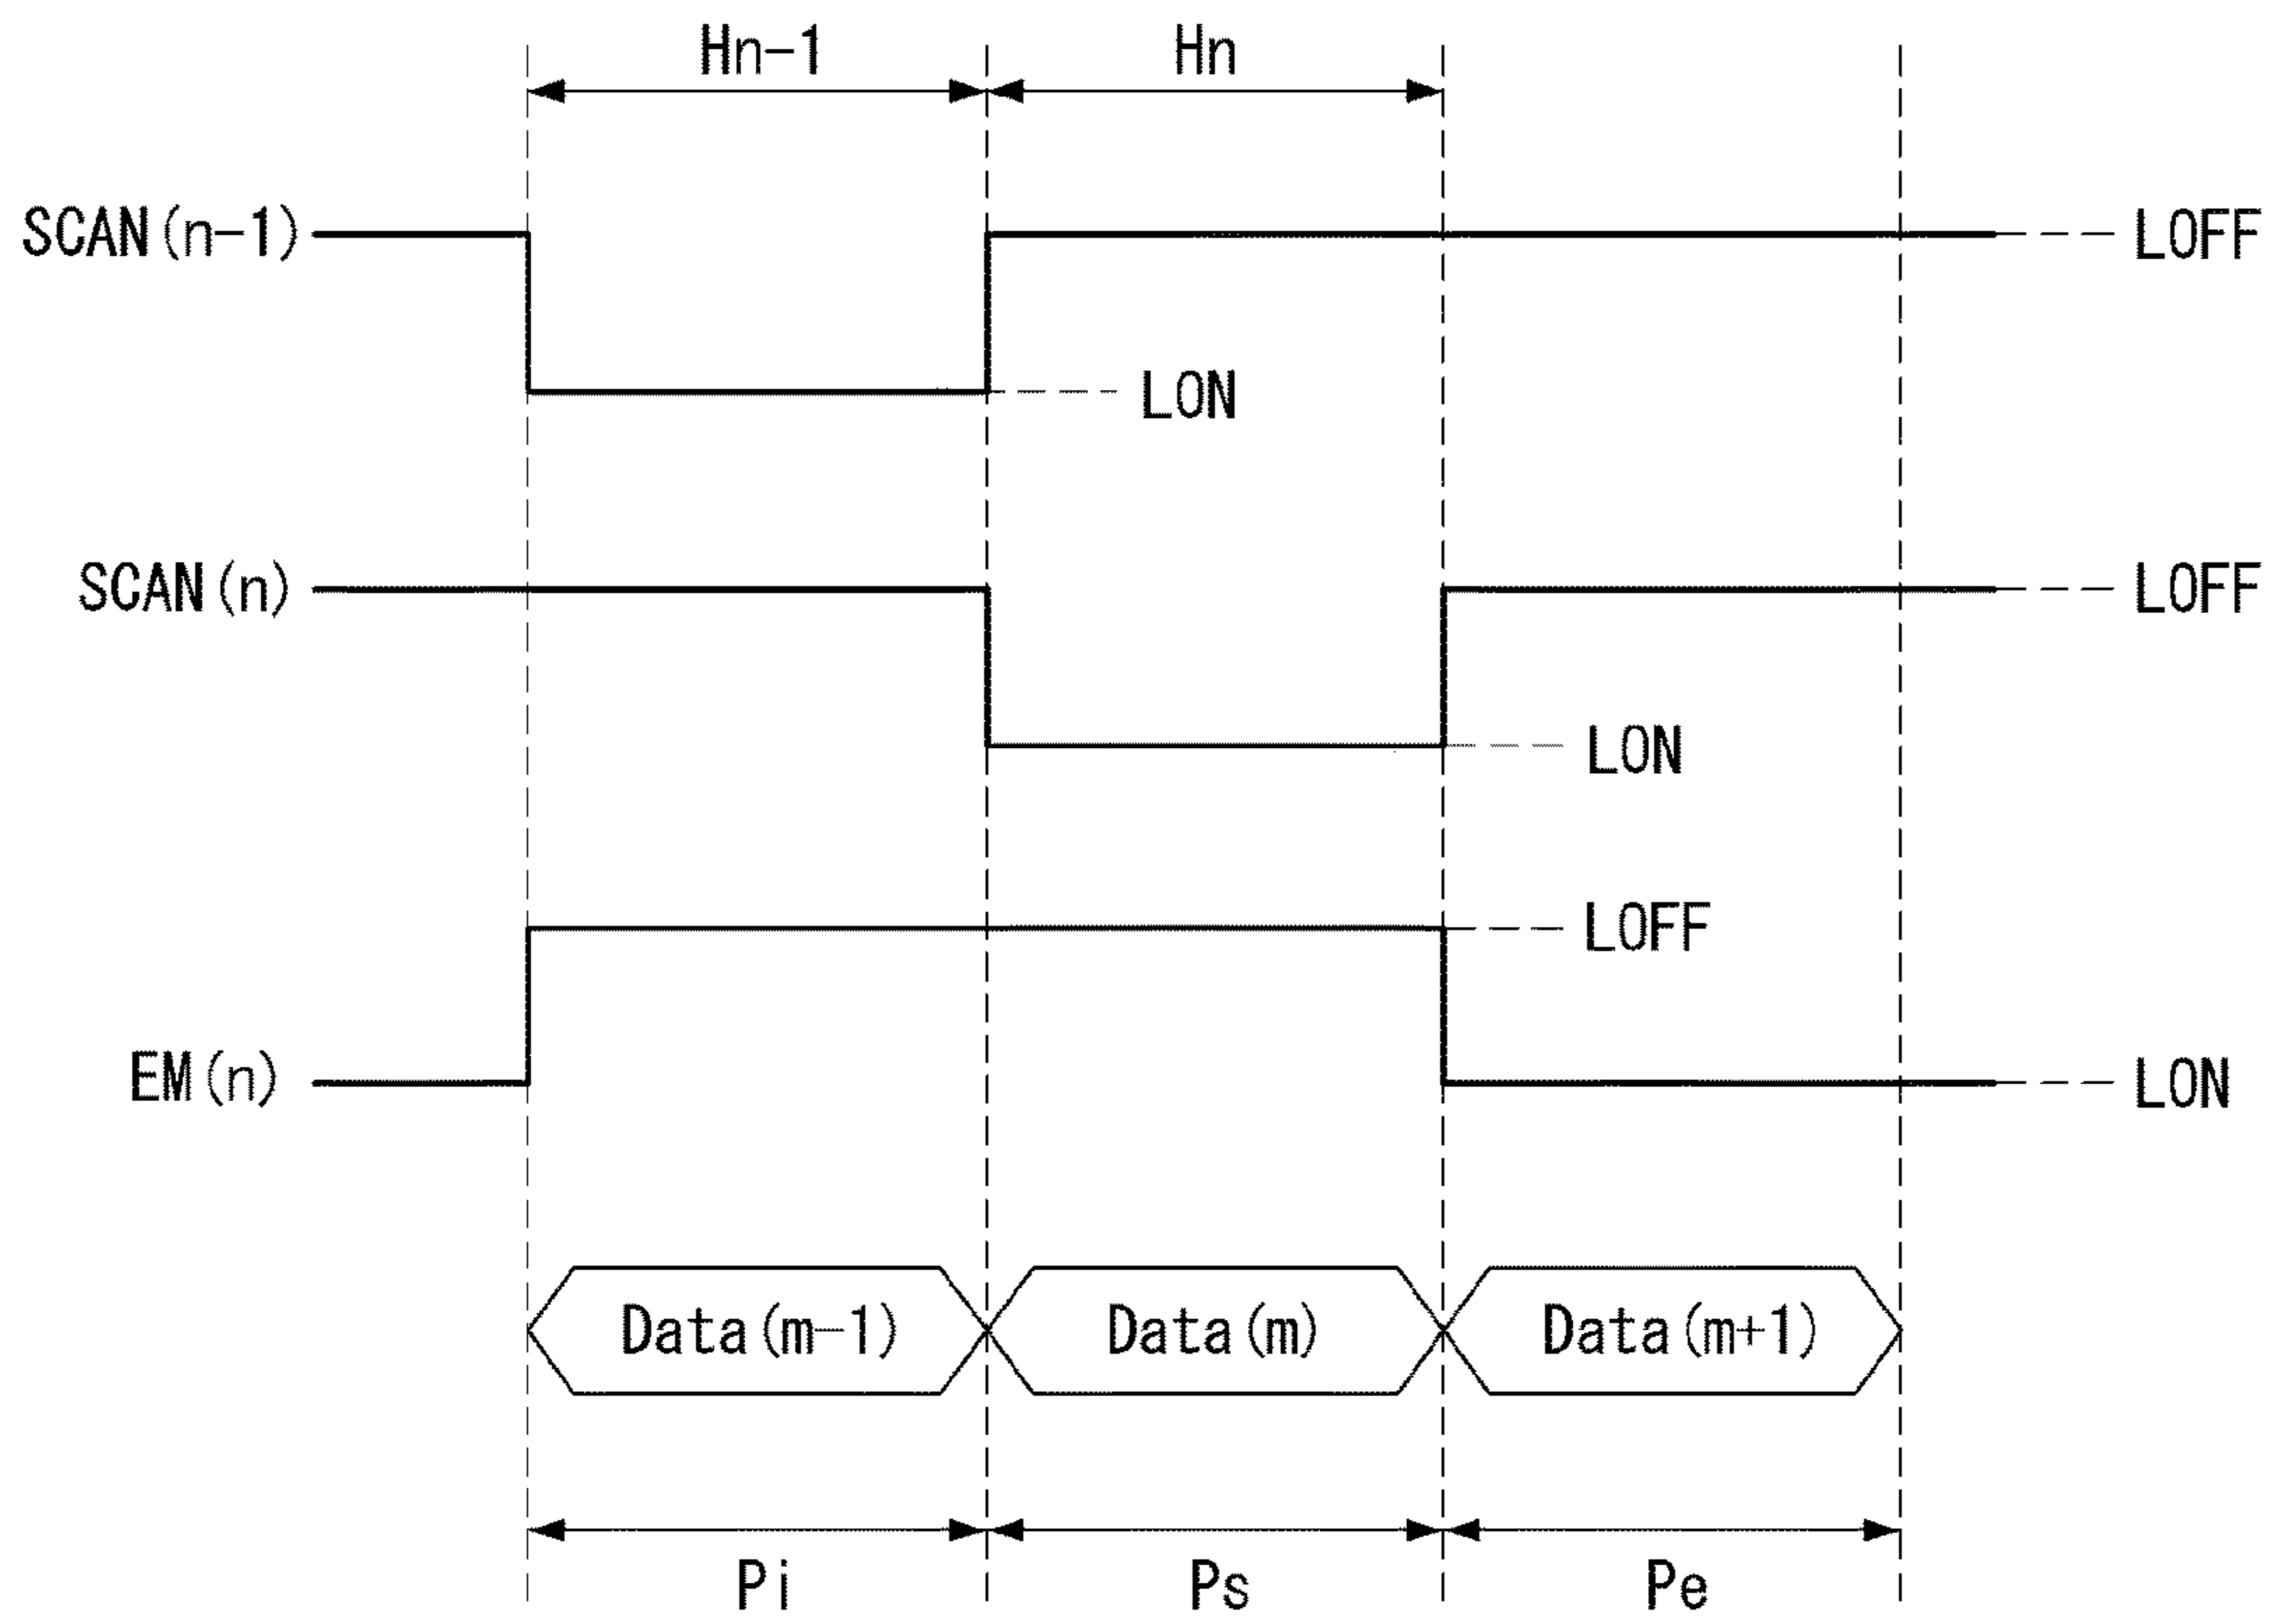 Hn-1 Hn
SCAN(n-1) LOFF
LON
SCAN(n) LOFF
LON
LOFF
EM(n) LON
Data(m-1) Data(m) Data(m+1)
Pi Ps Pe